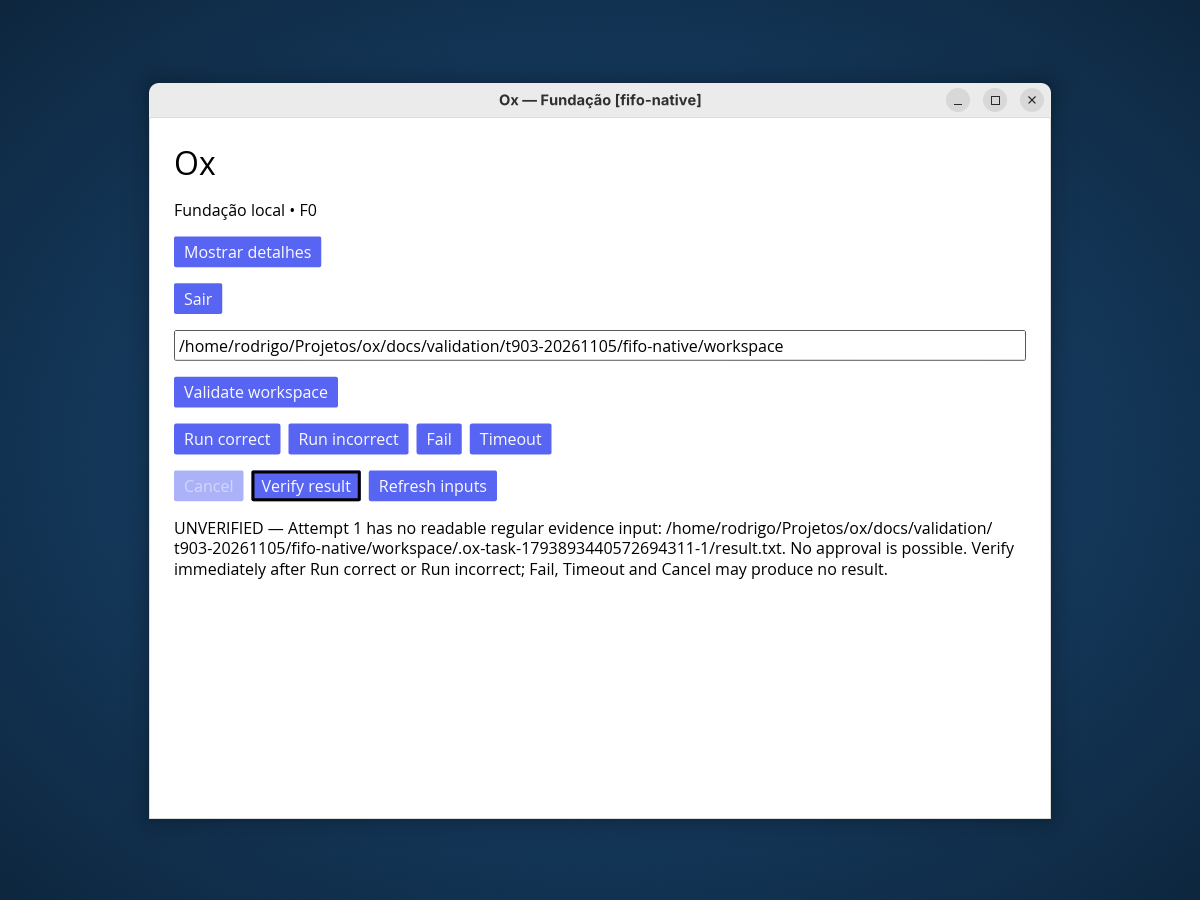 Ox — Fundação [fifo-native]
Ox
Fundação local • F0
Mostrar detalhes
Sair
/home/rodrigo/Projetos/ox/docs/validation/t903-20261105/fifo-native/workspace
Validate workspace
Run correct Run incorrect Fail Timeout
Cancel Verify result Refresh inputs
UNVERIFIED — Attempt 1 has no readable regular evidence input: /home/rodrigo/Projetos/ox/docs/validation/
t903-20261105/fifo-native/workspace/.ox-task-1793893440572694311-1/result.txt. No approval is possible. Verify
immediately after Run correct or Run incorrect; Fail, Timeout and Cancel may produce no result.